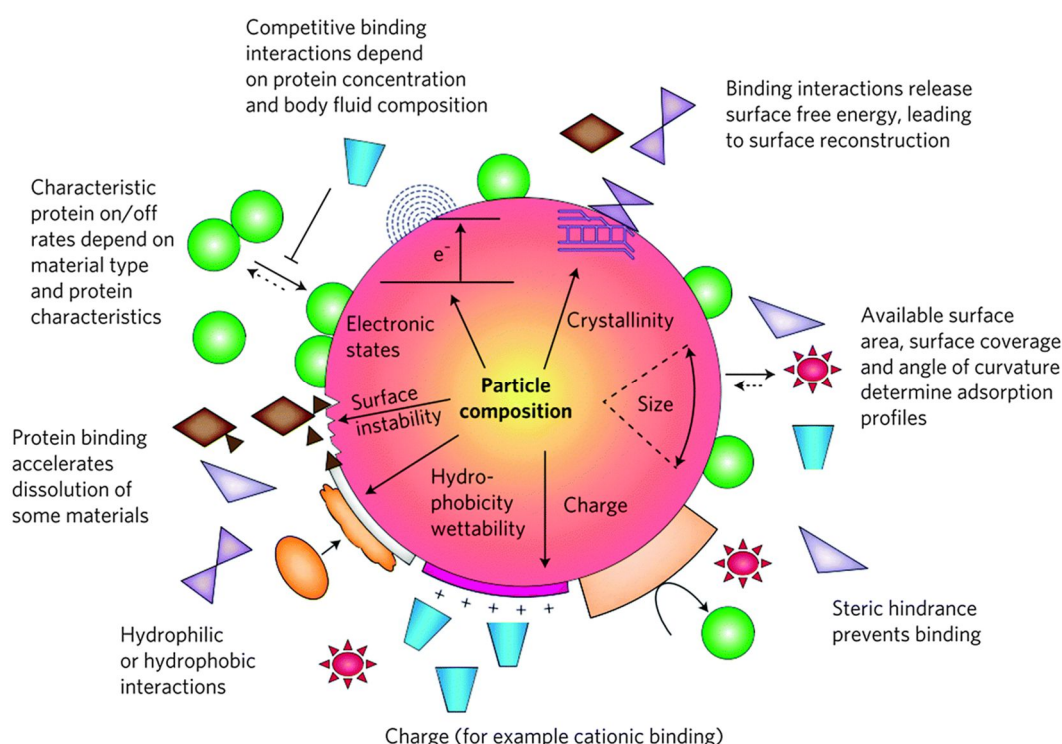 Competitive binding
interactions depend
on protein concentration
and body fluid composition
Binding interactions release
surface free energy, leading
to surface reconstruction
Characteristic
protein on/off
rates depend on
material type
and protein
characteristics
e⁻
Electronic
states
Crystallinity
Available surface
area, surface coverage
and angle of curvature
determine adsorption
profiles
Particle
composition
Size
Surface
instability
Protein binding
accelerates
dissolution of
some materials
Hydro-
phobicity
wettability
Charge
+ + + + + +
Steric hindrance
prevents binding
Hydrophilic
or hydrophobic
interactions
Charge (for example cationic binding)